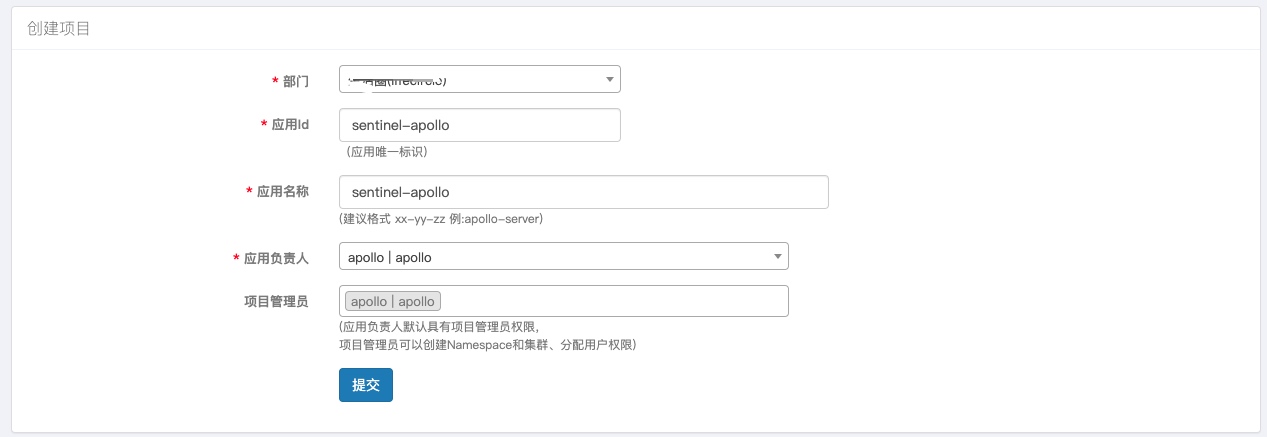 创建项目
* 部门
* 应用Id sentinel-apollo
(应用唯一标识)
* 应用名称 sentinel-apollo
(建议格式 xx-yy-zz 例:apollo-server)
* 应用负责人 apollo | apollo
项目管理员 apollo | apollo
(应用负责人默认具有项目管理员权限，
项目管理员可以创建Namespace和集群、分配用户权限)
提交